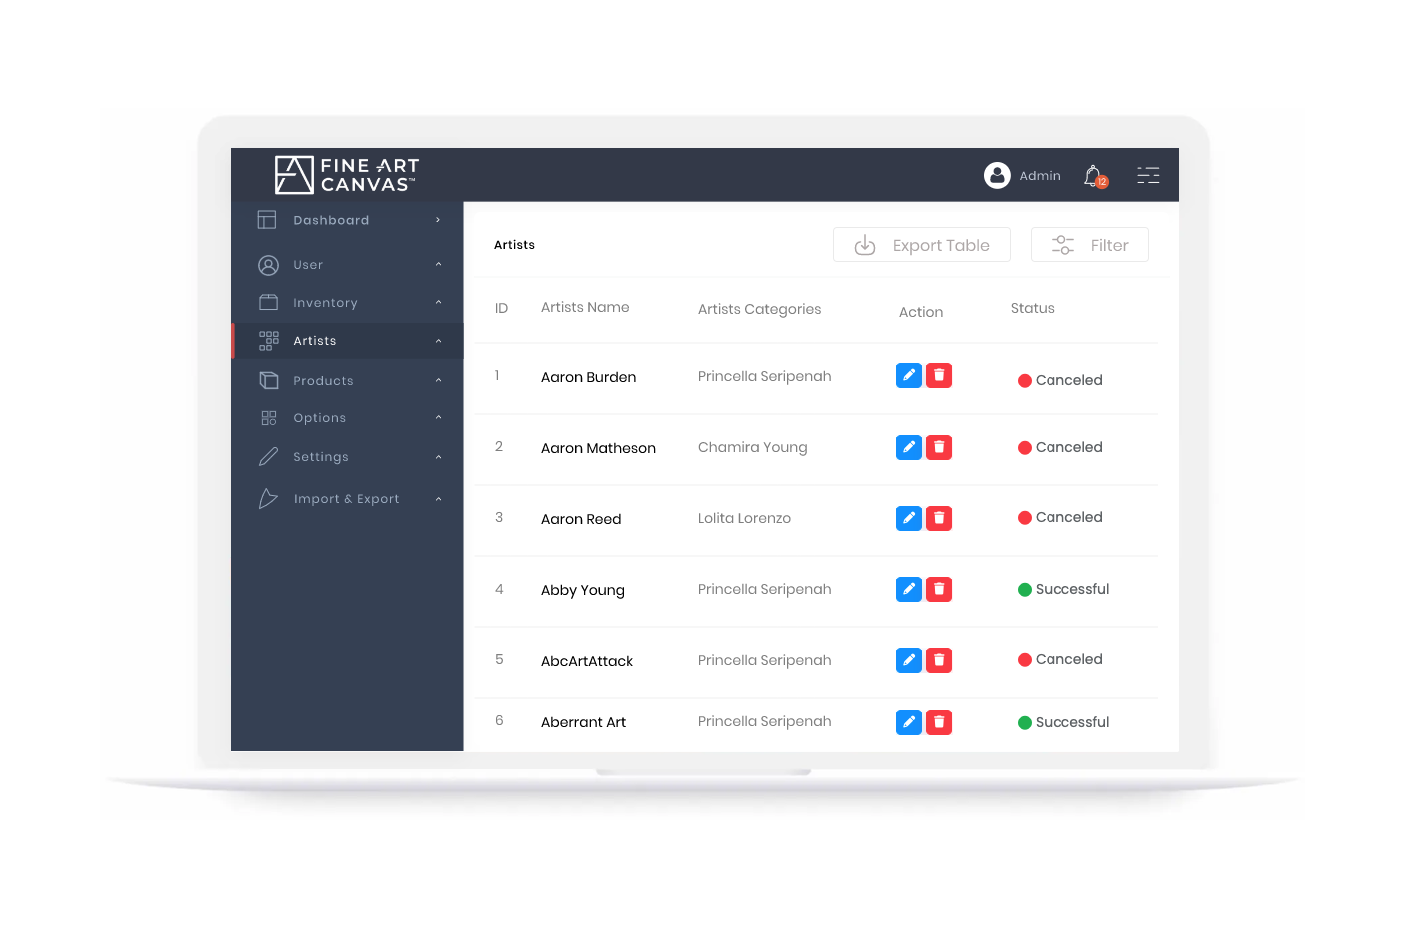 FINE ART
CANVAS™
Admin
12
Dashboard
User
Inventory
Artists
Products
Options
Settings
Import & Export
Artists
Export Table
Filter
ID Artists Name Artists Categories Action Status
1 Aaron Burden Princella Seripenah Canceled
2 Aaron Matheson Chamira Young Canceled
3 Aaron Reed Lolita Lorenzo Canceled
4 Abby Young Princella Seripenah Successful
5 AbcArtAttack Princella Seripenah Canceled
6 Aberrant Art Princella Seripenah Successful